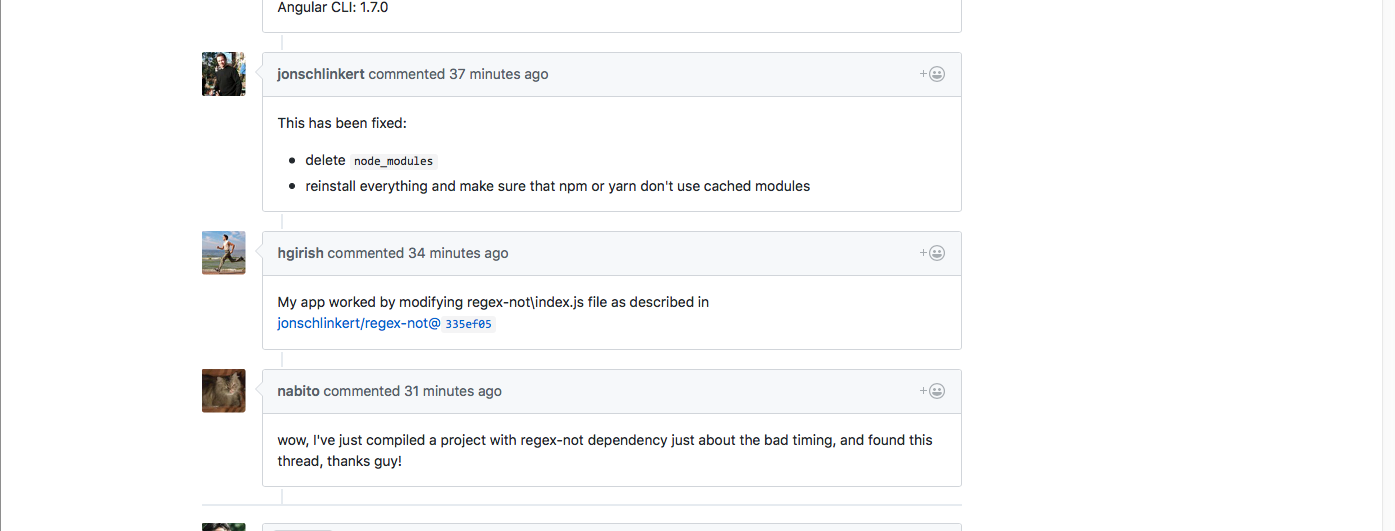 Angular CLI: 1.7.0
jonschlinkert commented 37 minutes ago
This has been fixed:
delete node_modules
reinstall everything and make sure that npm or yarn don't use cached modules
hgirish commented 34 minutes ago
My app worked by modifying regex-not\index.js file as described in
jonschlinkert/regex-not@335ef05
nabito commented 31 minutes ago
wow, I've just compiled a project with regex-not dependency just about the bad timing, and found this
thread, thanks guy!